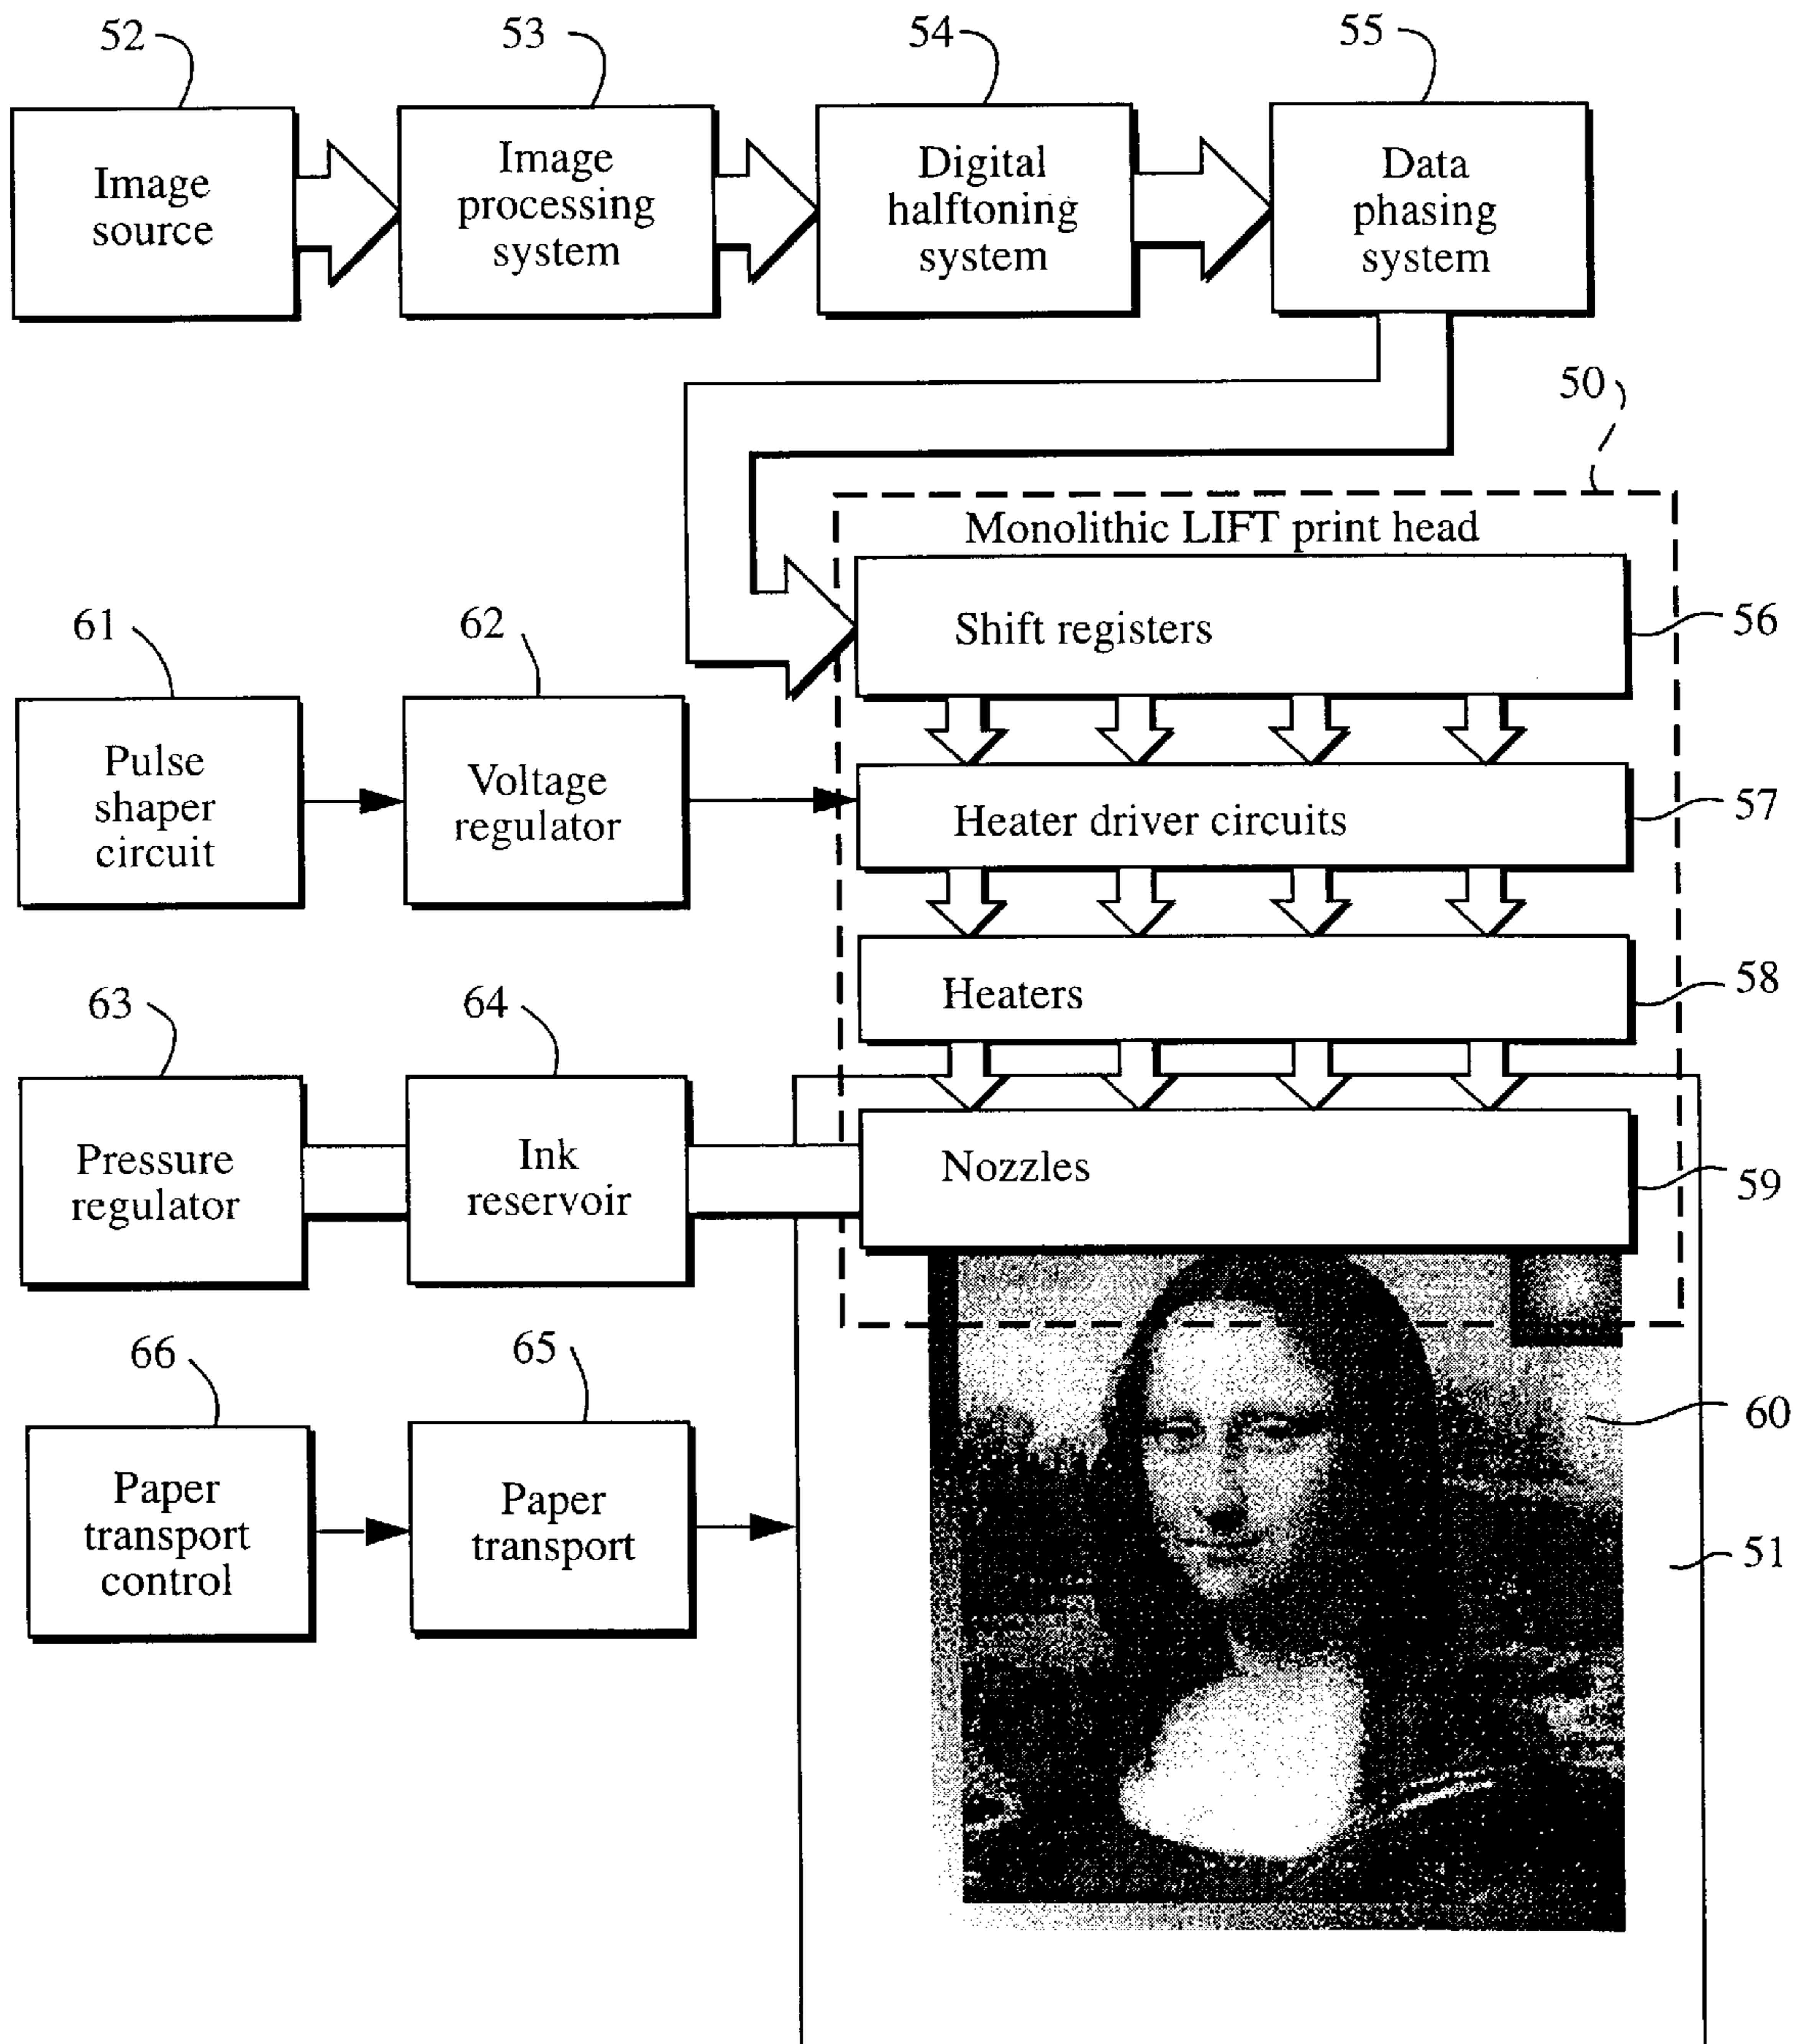 52
53
54
55
Image
source
Image
processing
system
Digital
halftoning
system
Data
phasing
system
50
Monolithic LIFT print head
Shift registers
56
61
62
Pulse
shaper
circuit
Voltage
regulator
Heater driver circuits
57
Heaters
58
63
64
Pressure
regulator
Ink
reservoir
Nozzles
59
66
65
Paper
transport
control
Paper
transport
60
51